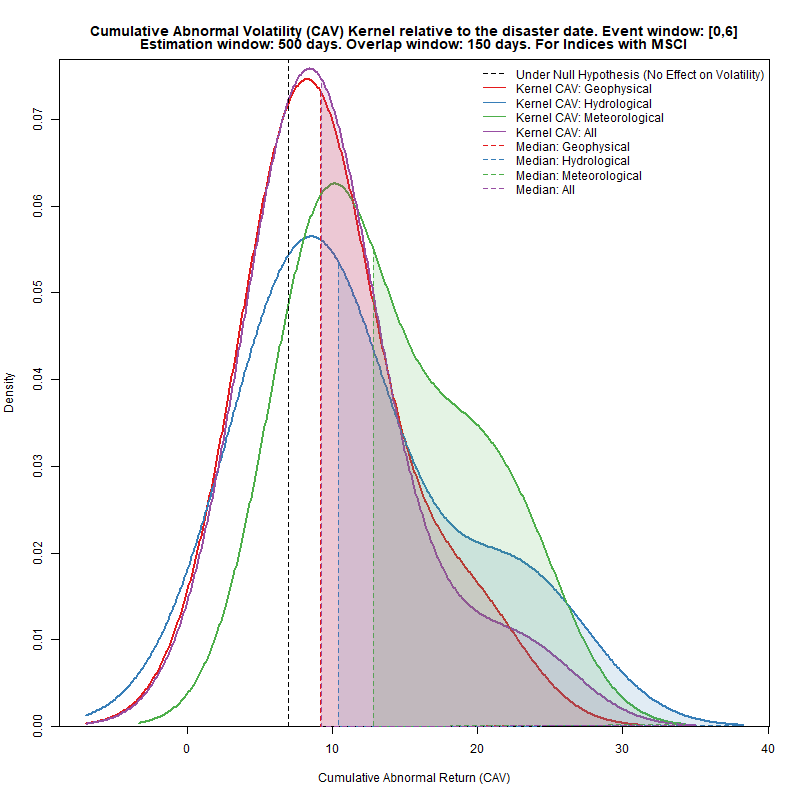 Cumulative Abnormal Volatility (CAV) Kernel relative to the disaster date. Event window: [0,6]
Estimation window: 500 days. Overlap window: 150 days. For Indices with MSCI
Under Null Hypothesis (No Effect on Volatility)
Kernel CAV: Geophysical
Kernel CAV: Hydrological
Kernel CAV: Meteorological
Kernel CAV: All
Median: Geophysical
Median: Hydrological
Median: Meteorological
Median: All
Density
0.07
0.06
0.05
0.04
0.03
0.02
0.01
0.00
0 10 20 30 40
Cumulative Abnormal Return (CAV)